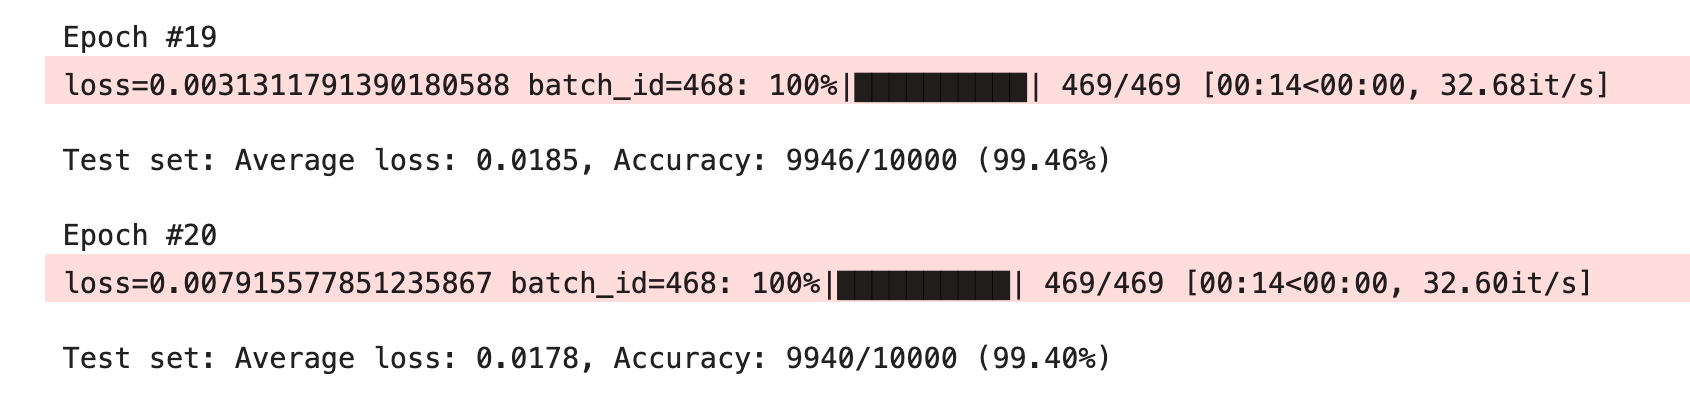 Epoch #19
loss=0.0031311791390180588 batch_id=468: 100%|██████████| 469/469 [00:14<00:00, 32.68it/s]
Test set: Average loss: 0.0185, Accuracy: 9946/10000 (99.46%)
Epoch #20
loss=0.007915577851235867 batch_id=468: 100%|██████████| 469/469 [00:14<00:00, 32.60it/s]
Test set: Average loss: 0.0178, Accuracy: 9940/10000 (99.40%)